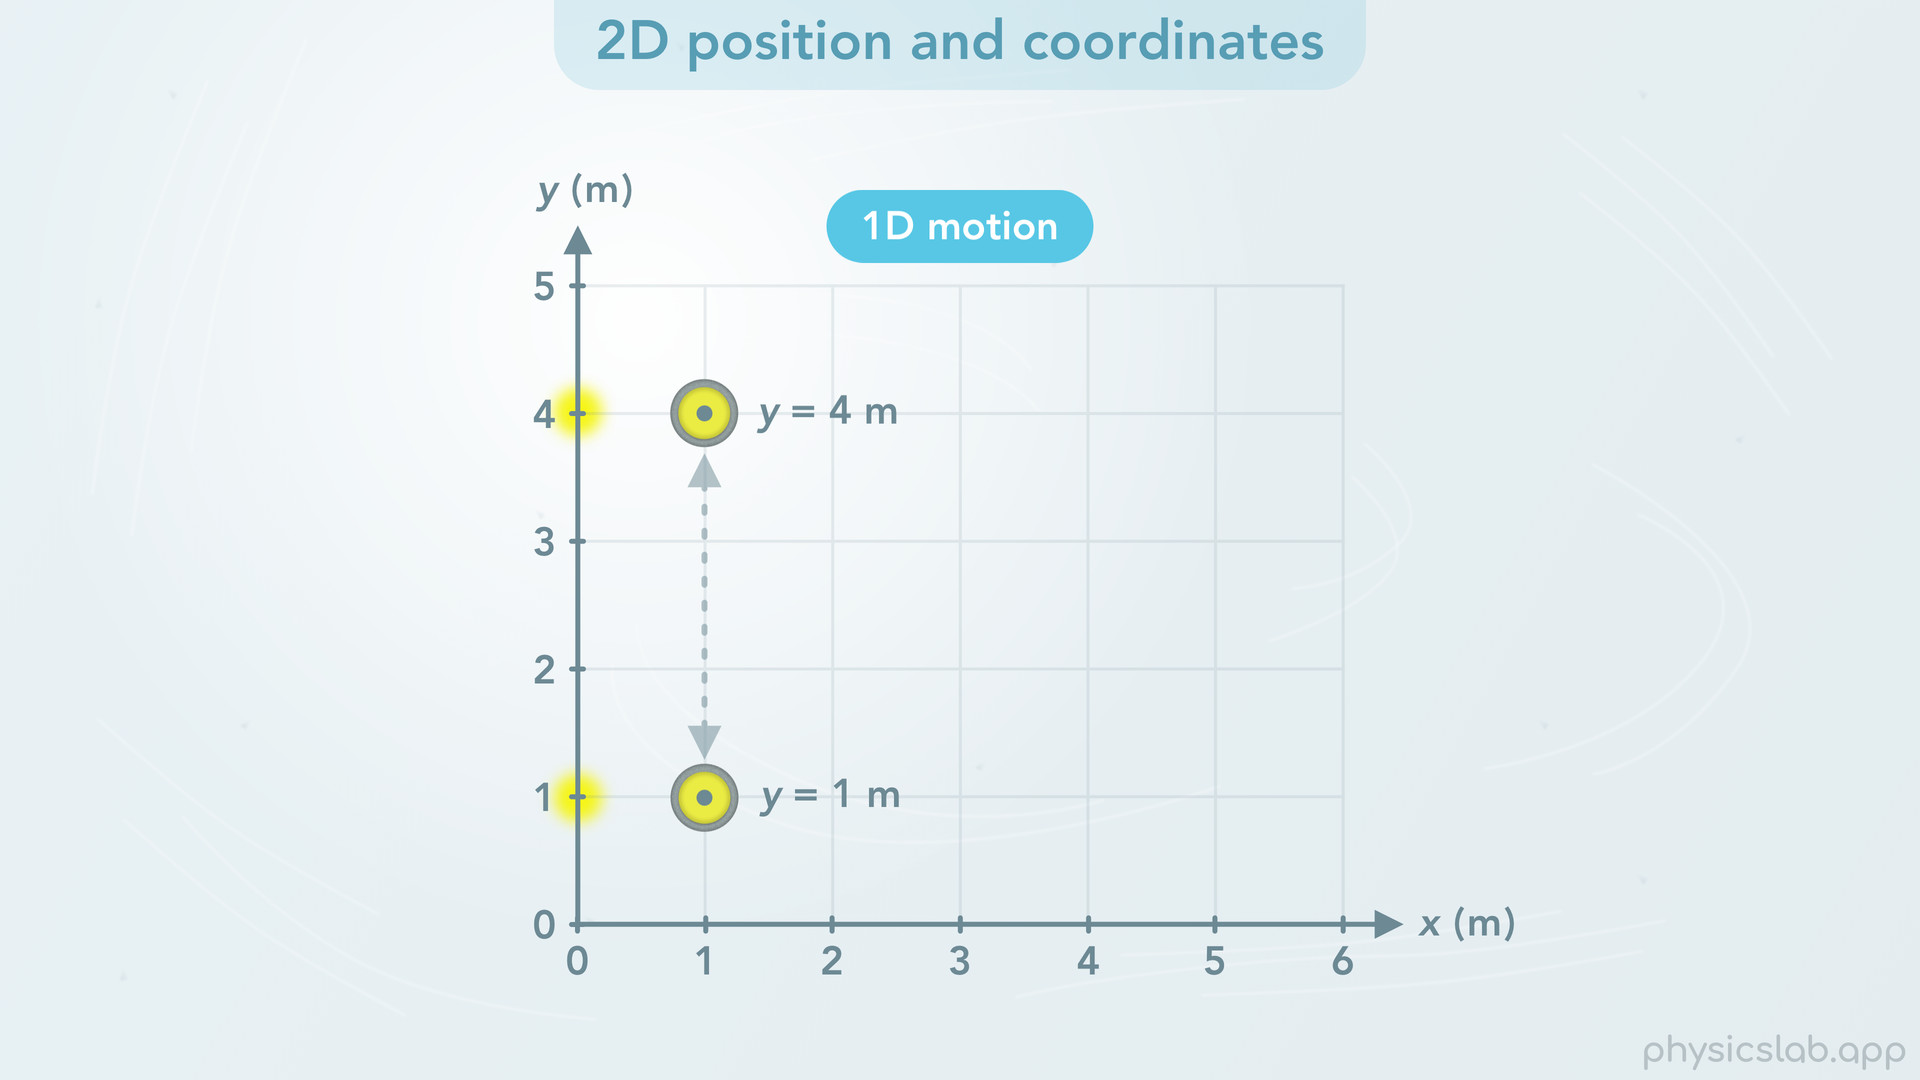 2D position and coordinates
y (m)
1D motion
5
4
y = 4 m
3
2
1
y = 1 m
0
x (m)
0 1 2 3 4 5 6
physicslab.app